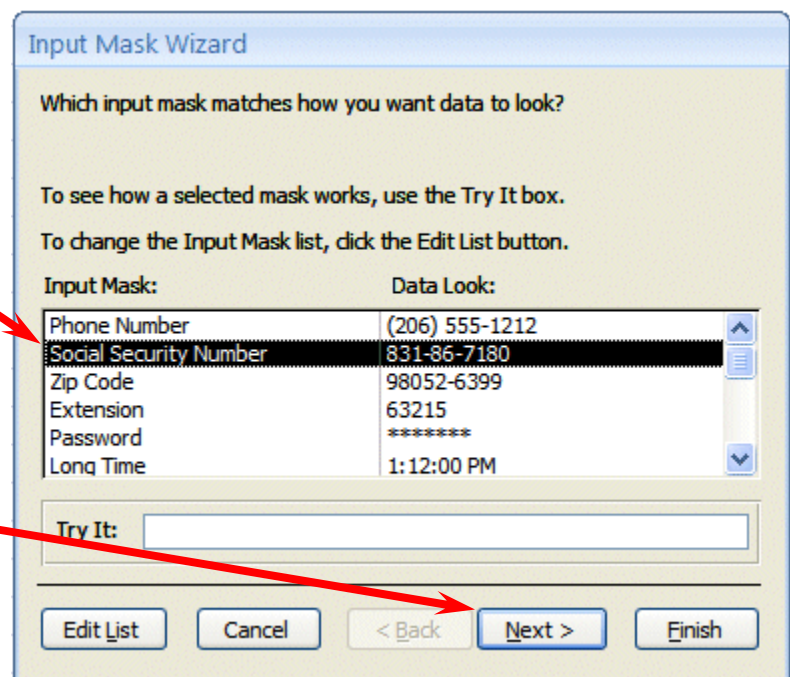 Input Mask Wizard
Which input mask matches how you want data to look?
To see how a selected mask works, use the Try It box.
To change the Input Mask list, click the Edit List button.
Input Mask: Data Look:
Phone Number (206) 555-1212
Social Security Number 831-86-7180
Zip Code 98052-6399
Extension 63215
Password *******
Long Time 1:12:00 PM
Try It:
Edit List Cancel < Back Next > Finish